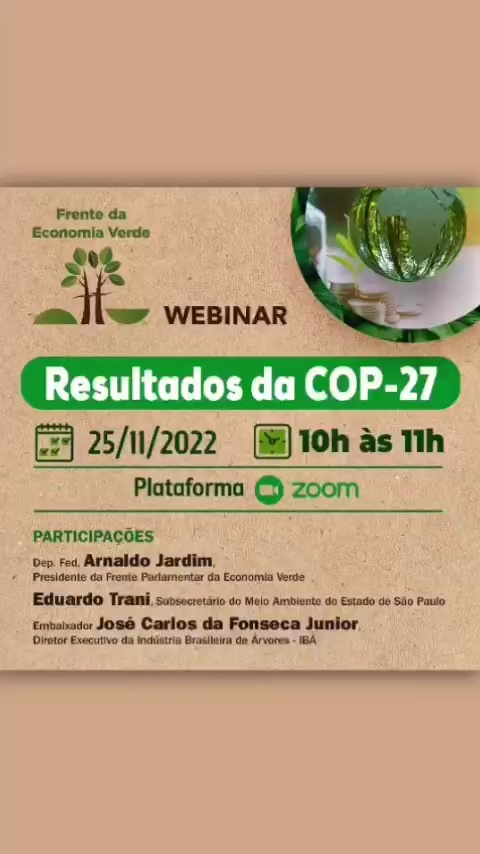 Frente da
Economia Verde
WEBINAR
Resultados da COP-27
25/11/2022
10h às 11h
Plataforma zoom
PARTICIPAÇÕES
Dep. Fed. Arnaldo Jardim,
Presidente da Frente Parlamentar da Economia Verde
Eduardo Trani, Subsecretário do Meio Ambiente do Estado de São Paulo
Embaixador José Carlos da Fonseca Junior,
Diretor Executivo da Indústria Brasileira de Árvores - IBÁ